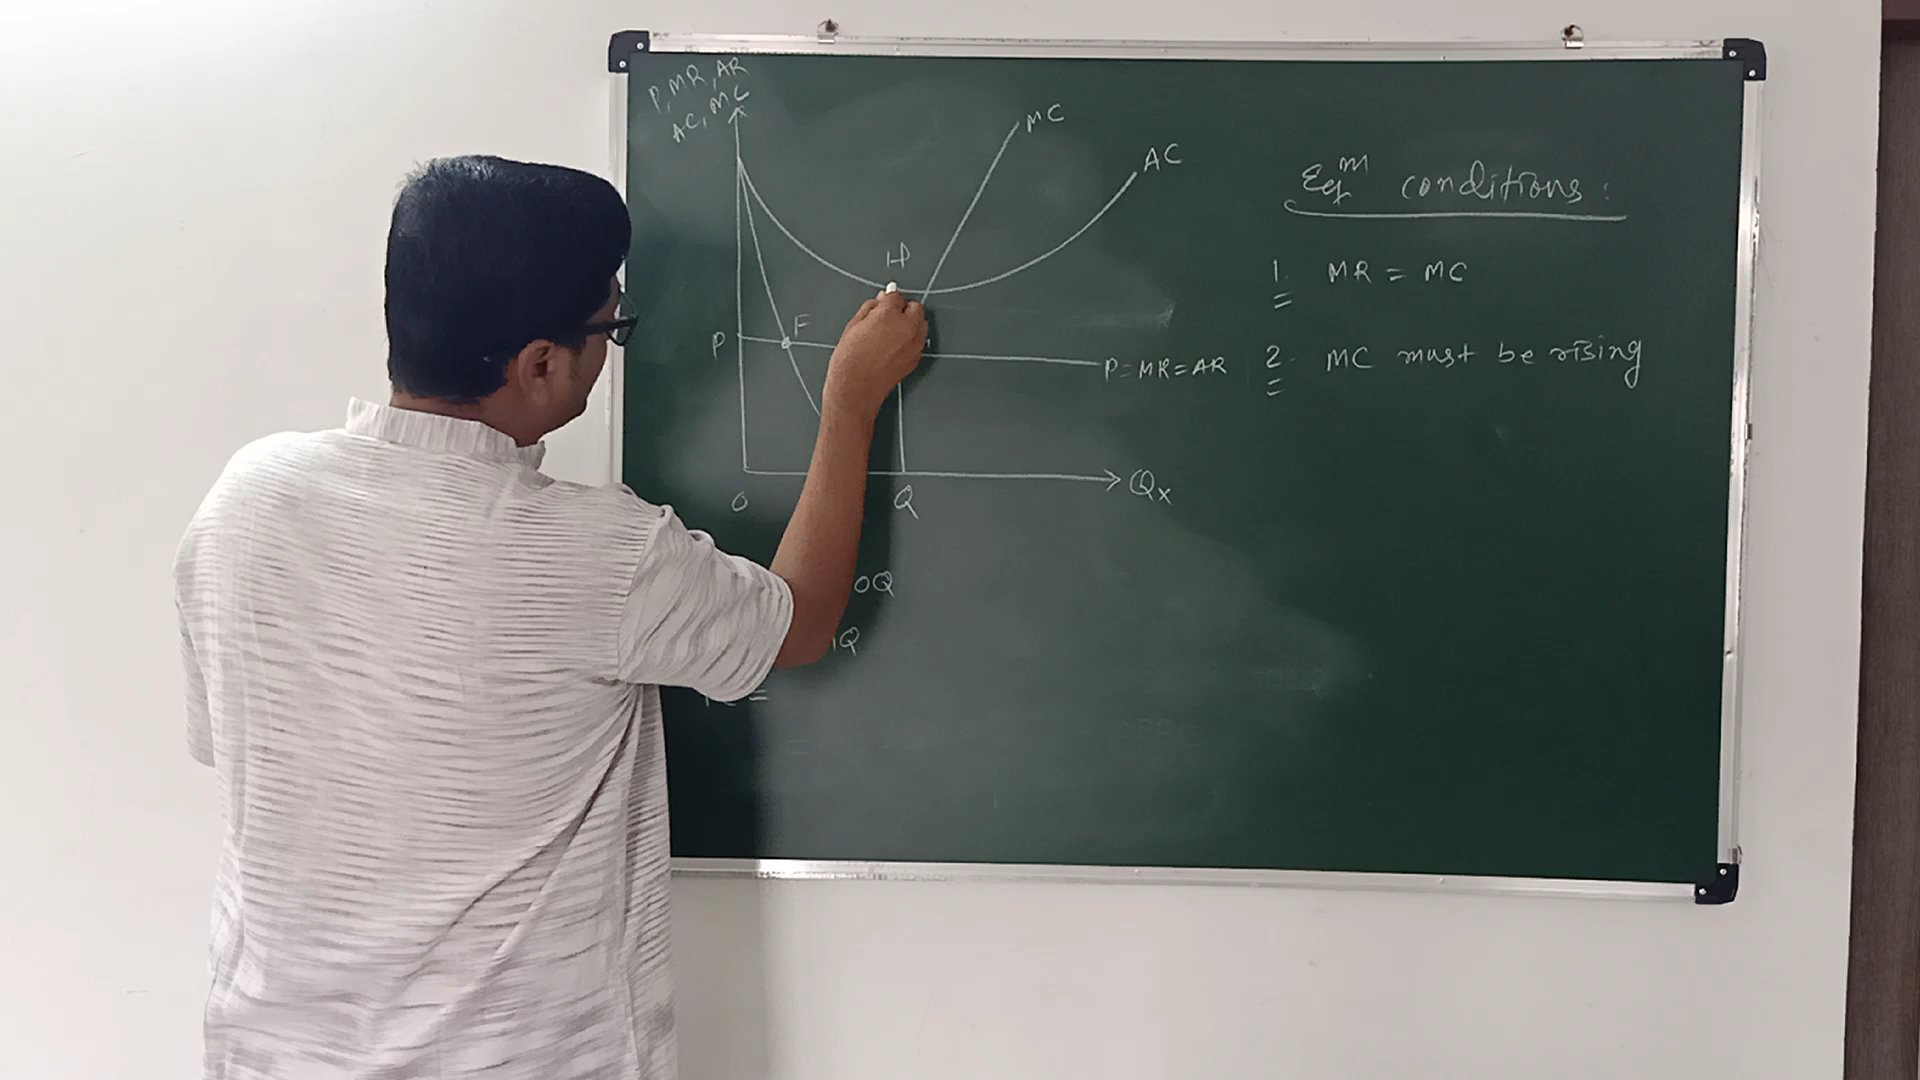 P, MR, AR
AC, MC
MC
AC
H
F
P
P=MR=AR
O
Q
Qx
OQ
Q
=
Eqm conditions:
1. MR = MC
2. MC must be rising